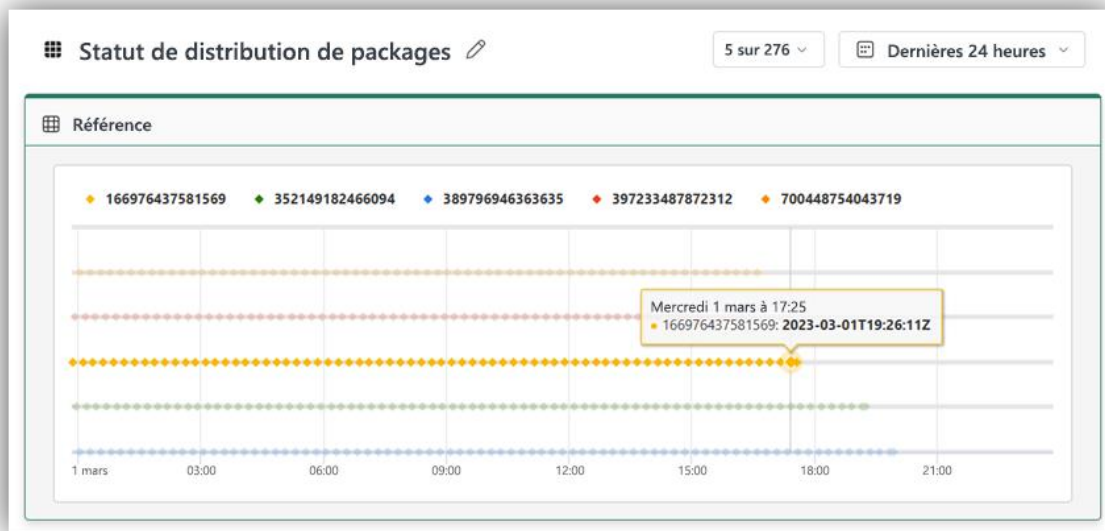 Statut de distribution de packages
5 sur 276
Dernières 24 heures
Référence
166976437581569 352149182466094 389796946363635 397233487872312 700448754043719
Mercredi 1 mars à 17:25
166976437581569: 2023-03-01T19:26:11Z
1 mars 03:00 06:00 09:00 12:00 15:00 18:00 21:00